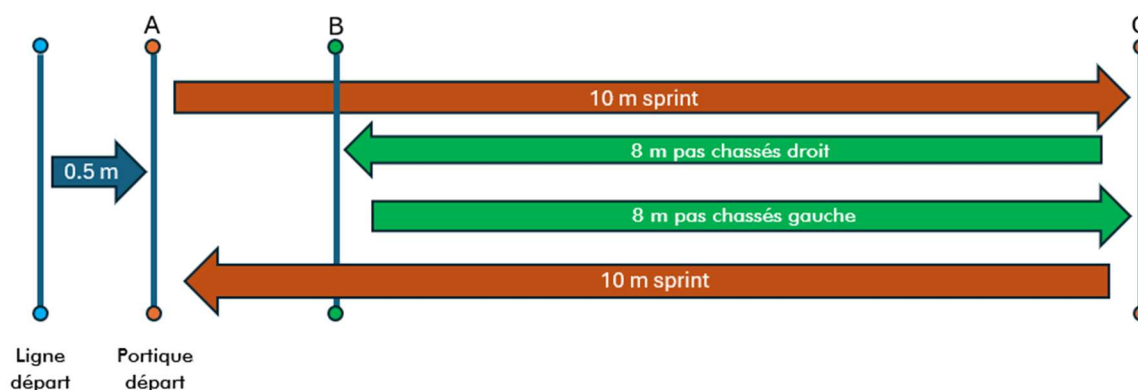 A
B
10 m sprint
8 m pas chassés droit
0.5 m
8 m pas chassés gauche
10 m sprint
Ligne
départ
Portique
départ